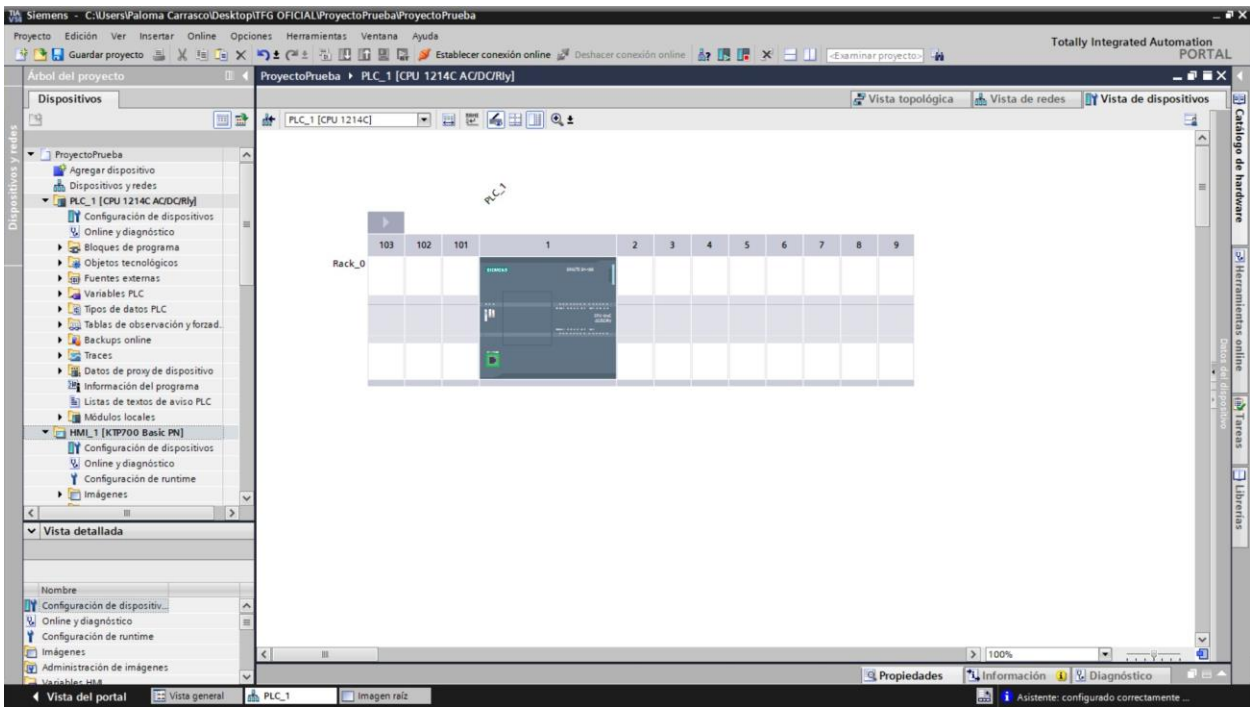 Siemens - C:\Users\Paloma Carrasco\Desktop\TFG OFICIAL\ProyectoPrueba\ProyectoPrueba
Proyecto Edición Ver Insertar Online Opciones Herramientas Ventana Ayuda
Totally Integrated Automation
PORTAL
Guardar proyecto Establecer conexión online Deshacer conexión online <Examinar proyecto>
Árbol del proyecto
ProyectoPrueba PLC_1 [CPU 1214C AC/DC/Rly]
Dispositivos
Vista topológica Vista de redes Vista de dispositivos
PLC_1 [CPU 1214C]
Dispositivos y redes
ProyectoPrueba
Agregar dispositivo
Dispositivos y redes
PLC_1 [CPU 1214C AC/DC/Rly]
Configuración de dispositivos
Online y diagnóstico
Bloques de programa
Objetos tecnológicos
Fuentes externas
Variables PLC
Tipos de datos PLC
Tablas de observación y forzad..
Backups online
Traces
Datos de proxy de dispositivo
Información del programa
Listas de textos de aviso PLC
Módulos locales
HMI_1 [KTP700 Basic PN]
Configuración de dispositivos
Online y diagnóstico
Configuración de runtime
Imágenes
PLC_1
103 102 101 1 2 3 4 5 6 7 8 9
Rack_0
SIEMENS
Datos del dispositivo
Catálogo de hardware
Herramientas online
Tareas
Librerías
Vista detallada
Nombre
Configuración de dispositiv...
Online y diagnóstico
Configuración de runtime
Imágenes
Administración de imágenes
Variables HMI
100%
Propiedades Información Diagnóstico
Vista del portal Vista general PLC_1 Imagen raíz
Asistente: configurado correctamente ...